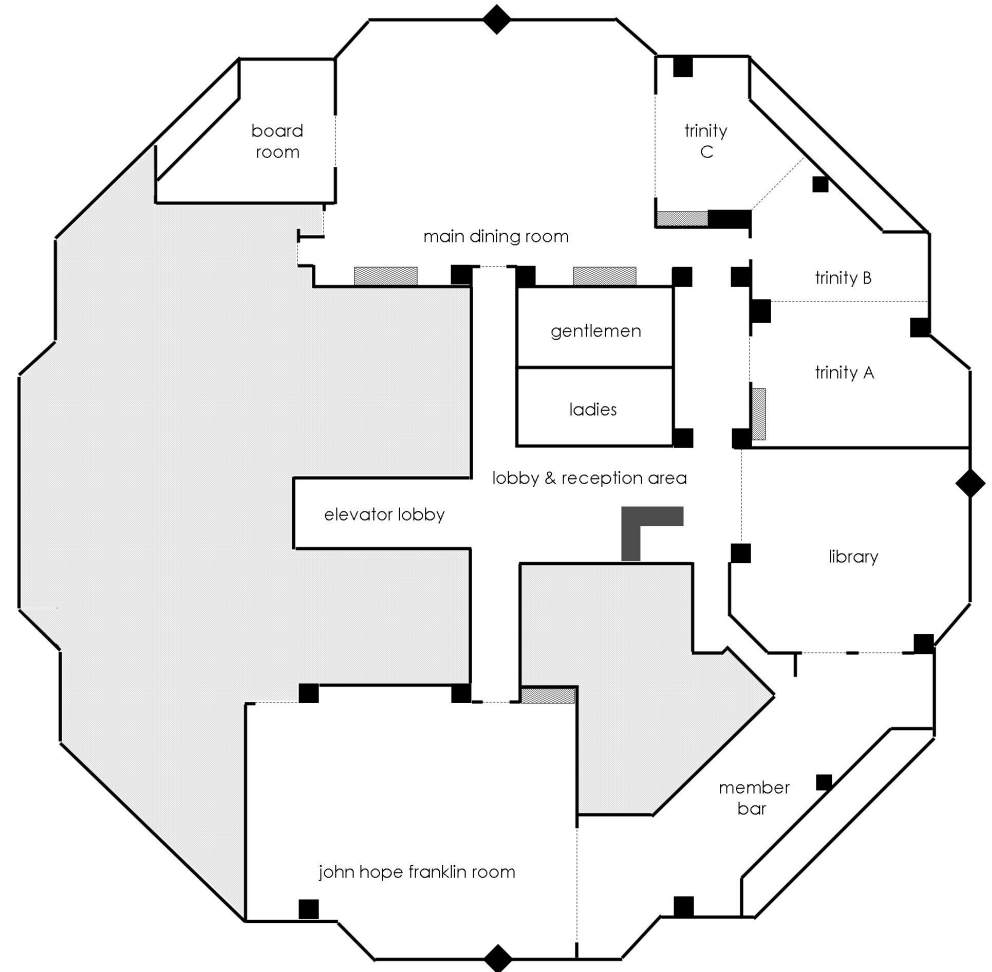 board
room
trinity
C
main dining room
trinity B
gentlemen
trinity A
ladies
lobby & reception area
elevator lobby
library
member
bar
john hope franklin room